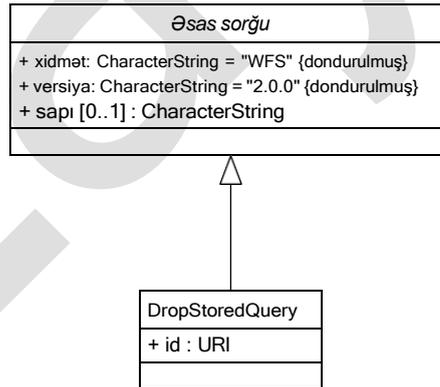 Əsas sorğu
+ xidmət: CharacterString = "WFS" {dondurulmuş}
+ versiya: CharacterString = "2.0.0" {dondurulmuş}
+ sapı [0..1] : CharacterString
DropStoredQuery
+ id : URI